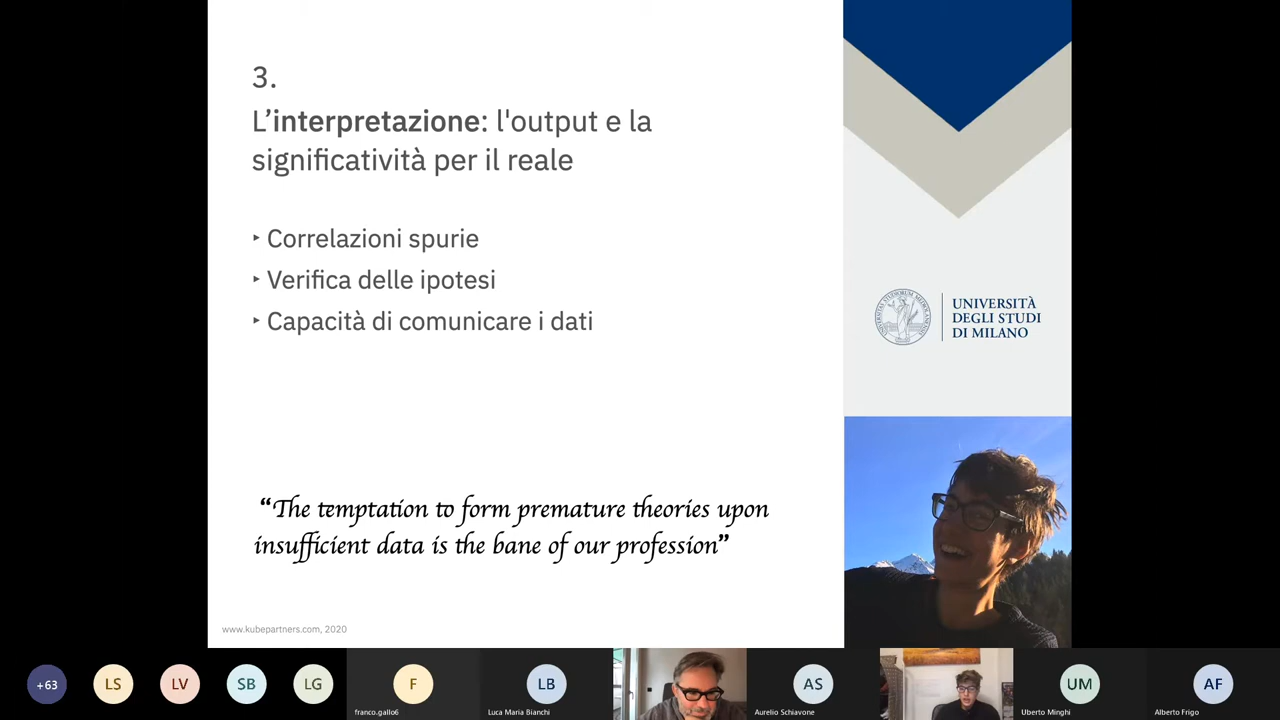 3.
L’interpretazione: l'output e la
significatività per il reale
‣ Correlazioni spurie
‣ Verifica delle ipotesi
‣ Capacità di comunicare i dati
“The temptation to form premature theories upon
insufficient data is the bane of our profession”
www.kubepartners.com, 2020
UNIVERSITÀ
DEGLI STUDI
DI MILANO
+63
LS
LV
SB
LG
F
franco.gallo6
LB
Luca Maria Bianchi
AS
Aurelio Schiavone
UM
Uberto Minghi
AF
Alberto Frigo